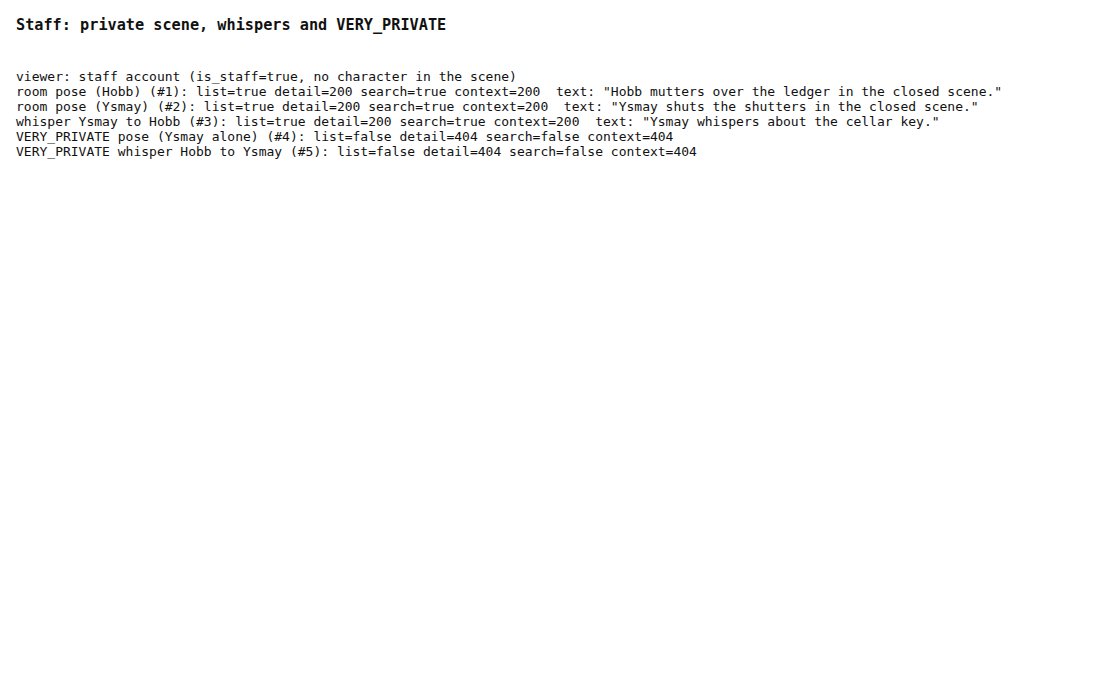 Staff: private scene, whispers and VERY_PRIVATE
viewer: staff account (is_staff=true, no character in the scene)
room pose (Hobb) (#1): list=true detail=200 search=true context=200  text: "Hobb mutters over the ledger in the closed scene."
room pose (Ysmay) (#2): list=true detail=200 search=true context=200  text: "Ysmay shuts the shutters in the closed scene."
whisper Ysmay to Hobb (#3): list=true detail=200 search=true context=200  text: "Ysmay whispers about the cellar key."
VERY_PRIVATE pose (Ysmay alone) (#4): list=false detail=404 search=false context=404
VERY_PRIVATE whisper Hobb to Ysmay (#5): list=false detail=404 search=false context=404